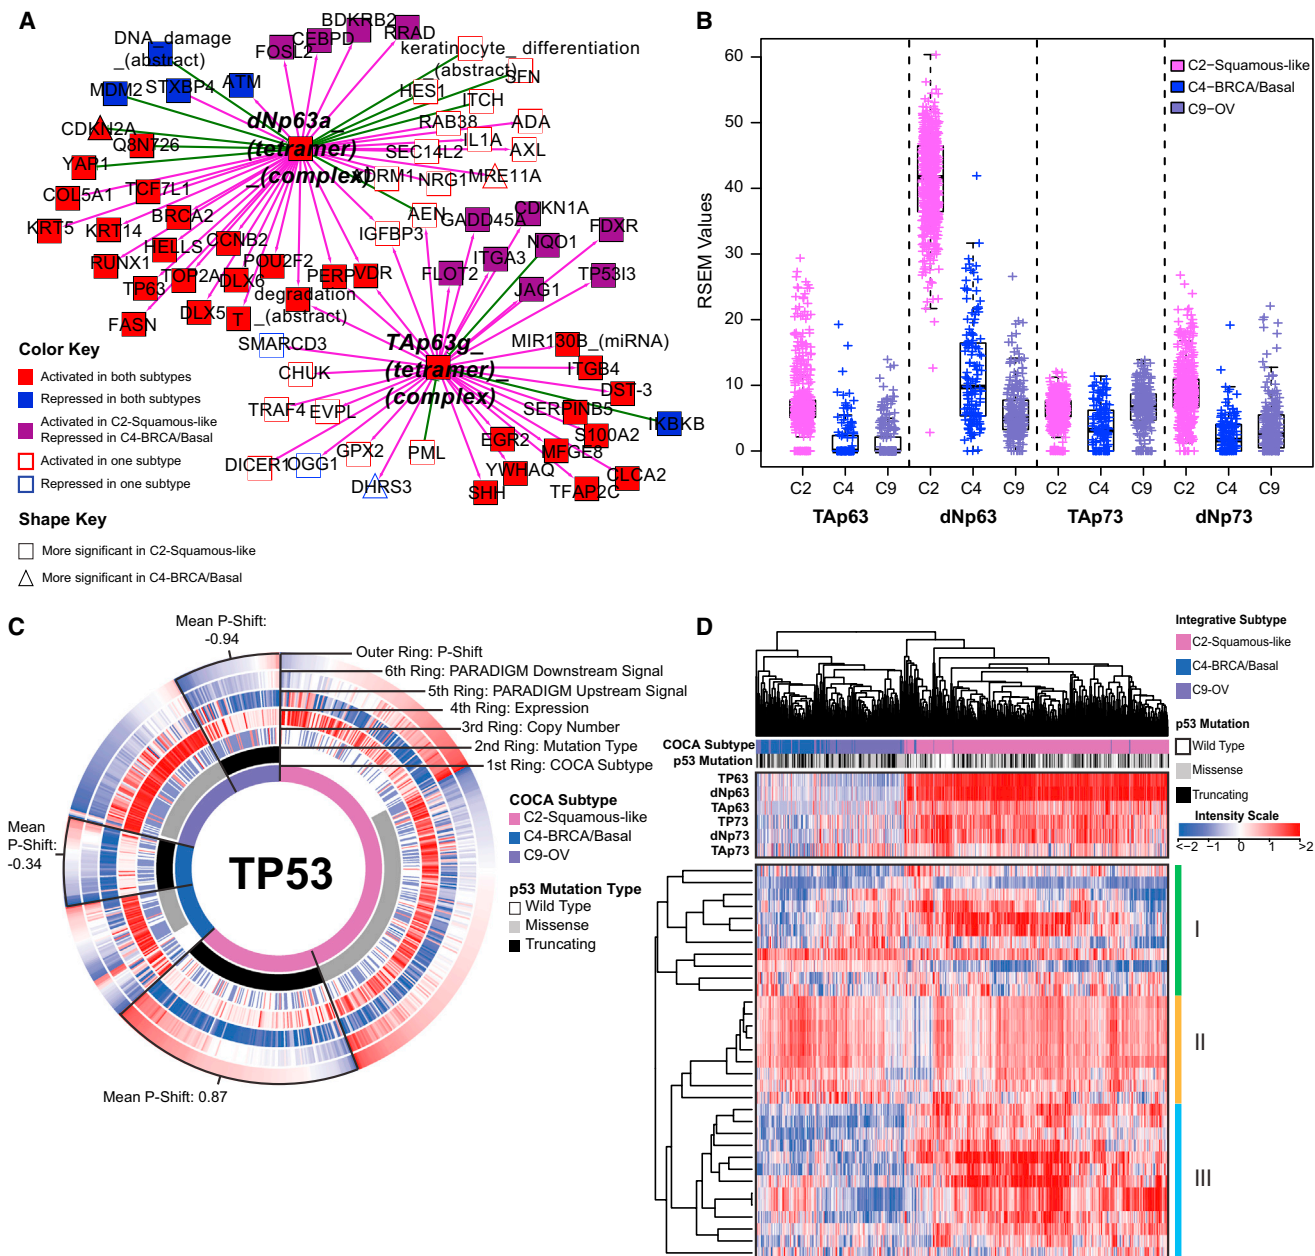 A
DNA_damage
_(abstract)
MDM2
STXBP4
ATM
FOSL2
CEBPD
BDKRB2
RRAD
keratinocyte_ differentiation
_(abstract)
SFN
HES1
ITCH
RAB38
ADA
IL1A
SEC14L2
AXL
NRG1
MRE11A
CDKN2A
Q8N726
YAP1
dNp63a_
(tetramer)
_(complex)
COL5A1
TCF7L1
KRT5
KRT14
BRCA2
HELLS
CCNB2
RUNX1
TOP2A
POU2F2
TP63
DLX6
PERP
VDR
FASN
DLX5
T
degradation
_(abstract)
AEN
IGFBP3
GADD45A
CDKN1A
NQO1
FDXR
ITGA3
FLOT2
TP53I3
JAG1
TAp63g_
(tetramer)_
(complex)
SMARCD3
CHUK
TRAF4
EVPL
DICER1
OGG1
GPX2
DHRS3
PML
MIR130B_(miRNA)
ITGB4
DST-3
SERPINB5
IKBKB
S100A2
EGR2
MFGE8
YWHAQ
CLCA2
SHH
TFAP2C
Color Key
Activated in both subtypes
Repressed in both subtypes
Activated in C2-Squamous-like
Repressed in C4-BRCA/Basal
Activated in one subtype
Repressed in one subtype
Shape Key
More significant in C2-Squamous-like
More significant in C4-BRCA/Basal
B
RSEM Values
60
50
40
30
20
10
0
C2−Squamous-like
C4−BRCA/Basal
C9−OV
C2 C4 C9 C2 C4 C9 C2 C4 C9 C2 C4 C9
TAp63 dNp63 TAp73 dNp73
C
Mean P-Shift:
-0.94
Outer Ring: P-Shift
6th Ring: PARADIGM Downstream Signal
5th Ring: PARADIGM Upstream Signal
4th Ring: Expression
3rd Ring: Copy Number
2nd Ring: Mutation Type
1st Ring: COCA Subtype
Mean
P-Shift:
-0.34
TP53
COCA Subtype
C2-Squamous-like
C4-BRCA/Basal
C9-OV
p53 Mutation Type
Wild Type
Missense
Truncating
Mean P-Shift: 0.87
D
Integrative Subtype
C2-Squamous-like
C4-BRCA/Basal
C9-OV
p53 Mutation
Wild Type
Missense
Truncating
Intensity Scale
<−2 −1 0 1 >2
COCA Subtype
p53 Mutation
TP63
dNp63
TAp63
TP73
dNp73
TAp73
I
II
III